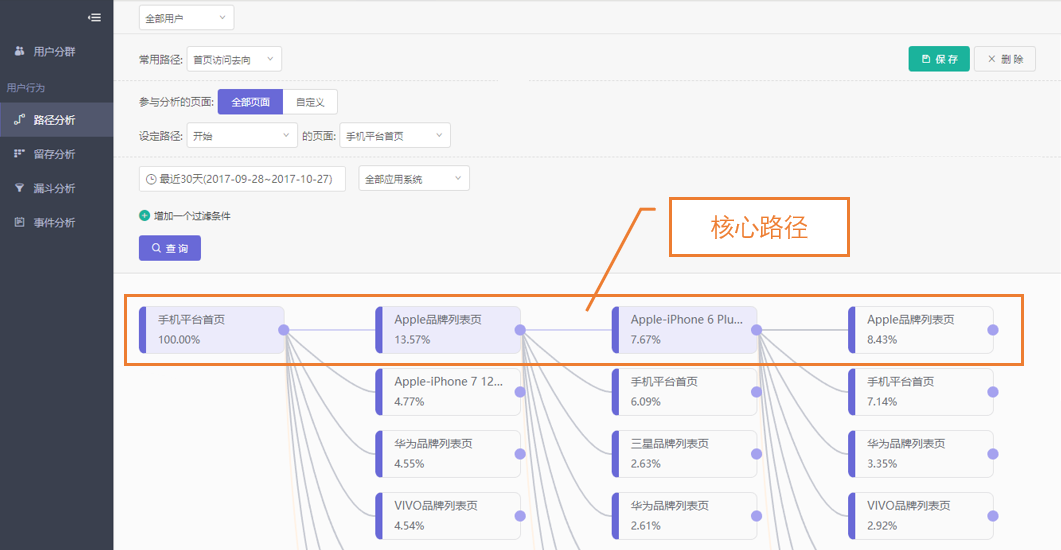 全部用户
用户分群
常用路径: 首页访问去向
保 存
删 除
用户行为
参与分析的页面: 全部页面 自定义
路径分析
设定路径: 开始 的页面: 手机平台首页
留存分析
最近30天(2017-09-28~2017-10-27) 全部应用系统
漏斗分析
增加一个过滤条件
事件分析
查 询
核心路径
手机平台首页
100.00%
Apple品牌列表页
13.57%
Apple-iPhone 6 Plu...
7.67%
Apple品牌列表页
8.43%
Apple-iPhone 7 12...
4.77%
手机平台首页
6.09%
手机平台首页
7.14%
华为品牌列表页
4.55%
三星品牌列表页
2.63%
华为品牌列表页
3.35%
VIVO品牌列表页
4.54%
华为品牌列表页
2.61%
VIVO品牌列表页
2.92%